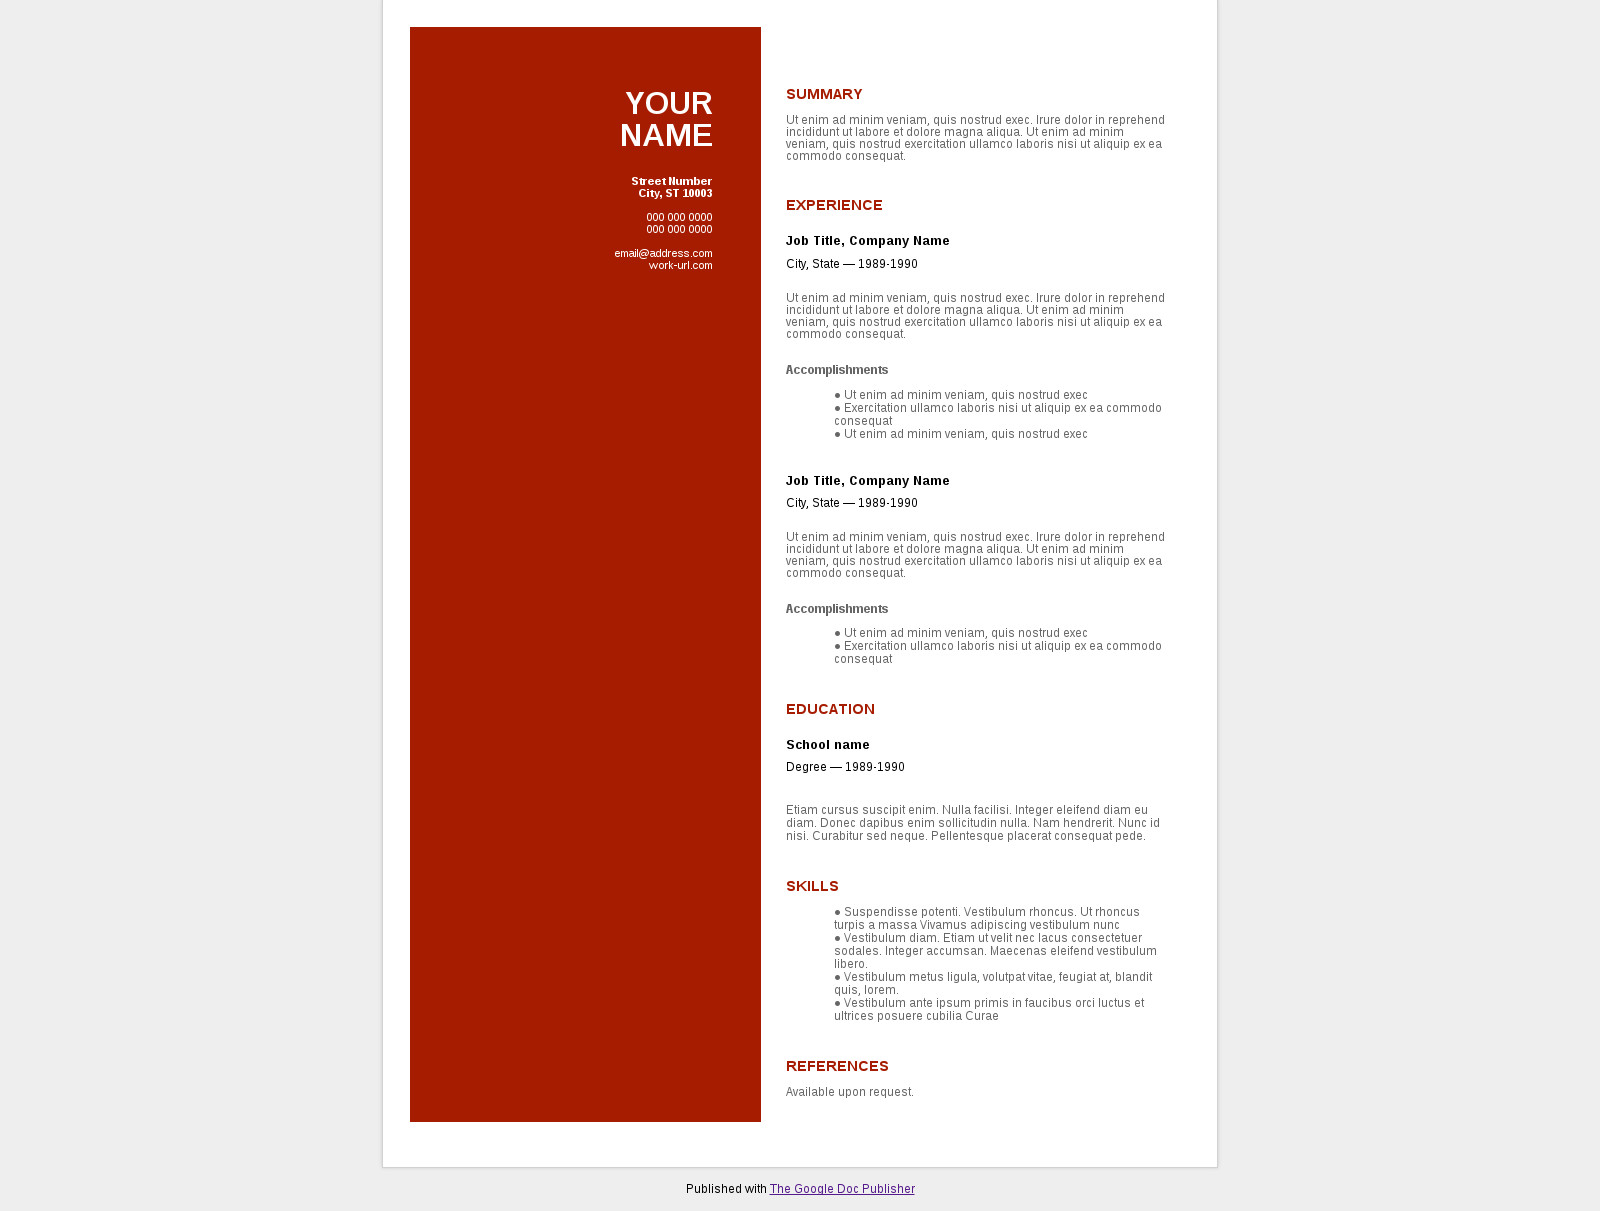 YOUR
NAME
Street Number
City, ST 10003
000 000 0000
000 000 0000
email@address.com
work-url.com
SUMMARY
Ut enim ad minim veniam, quis nostrud exec. Irure dolor in reprehend
incididunt ut labore et dolore magna aliqua. Ut enim ad minim
veniam, quis nostrud exercitation ullamco laboris nisi ut aliquip ex ea
commodo consequat.
EXPERIENCE
Job Title, Company Name
City, State — 1989-1990
Ut enim ad minim veniam, quis nostrud exec. Irure dolor in reprehend
incididunt ut labore et dolore magna aliqua. Ut enim ad minim
veniam, quis nostrud exercitation ullamco laboris nisi ut aliquip ex ea
commodo consequat.
Accomplishments
● Ut enim ad minim veniam, quis nostrud exec
● Exercitation ullamco laboris nisi ut aliquip ex ea commodo
consequat
● Ut enim ad minim veniam, quis nostrud exec
Job Title, Company Name
City, State — 1989-1990
Ut enim ad minim veniam, quis nostrud exec. Irure dolor in reprehend
incididunt ut labore et dolore magna aliqua. Ut enim ad minim
veniam, quis nostrud exercitation ullamco laboris nisi ut aliquip ex ea
commodo consequat.
Accomplishments
● Ut enim ad minim veniam, quis nostrud exec
● Exercitation ullamco laboris nisi ut aliquip ex ea commodo
consequat
EDUCATION
School name
Degree — 1989-1990
Etiam cursus suscipit enim. Nulla facilisi. Integer eleifend diam eu
diam. Donec dapibus enim sollicitudin nulla. Nam hendrerit. Nunc id
nisi. Curabitur sed neque. Pellentesque placerat consequat pede.
SKILLS
● Suspendisse potenti. Vestibulum rhoncus. Ut rhoncus
turpis a massa Vivamus adipiscing vestibulum nunc
● Vestibulum diam. Etiam ut velit nec lacus consectetuer
sodales. Integer accumsan. Maecenas eleifend vestibulum
libero.
● Vestibulum metus ligula, volutpat vitae, feugiat at, blandit
quis, lorem.
● Vestibulum ante ipsum primis in faucibus orci luctus et
ultrices posuere cubilia Curae
REFERENCES
Available upon request.
Published with The Google Doc Publisher